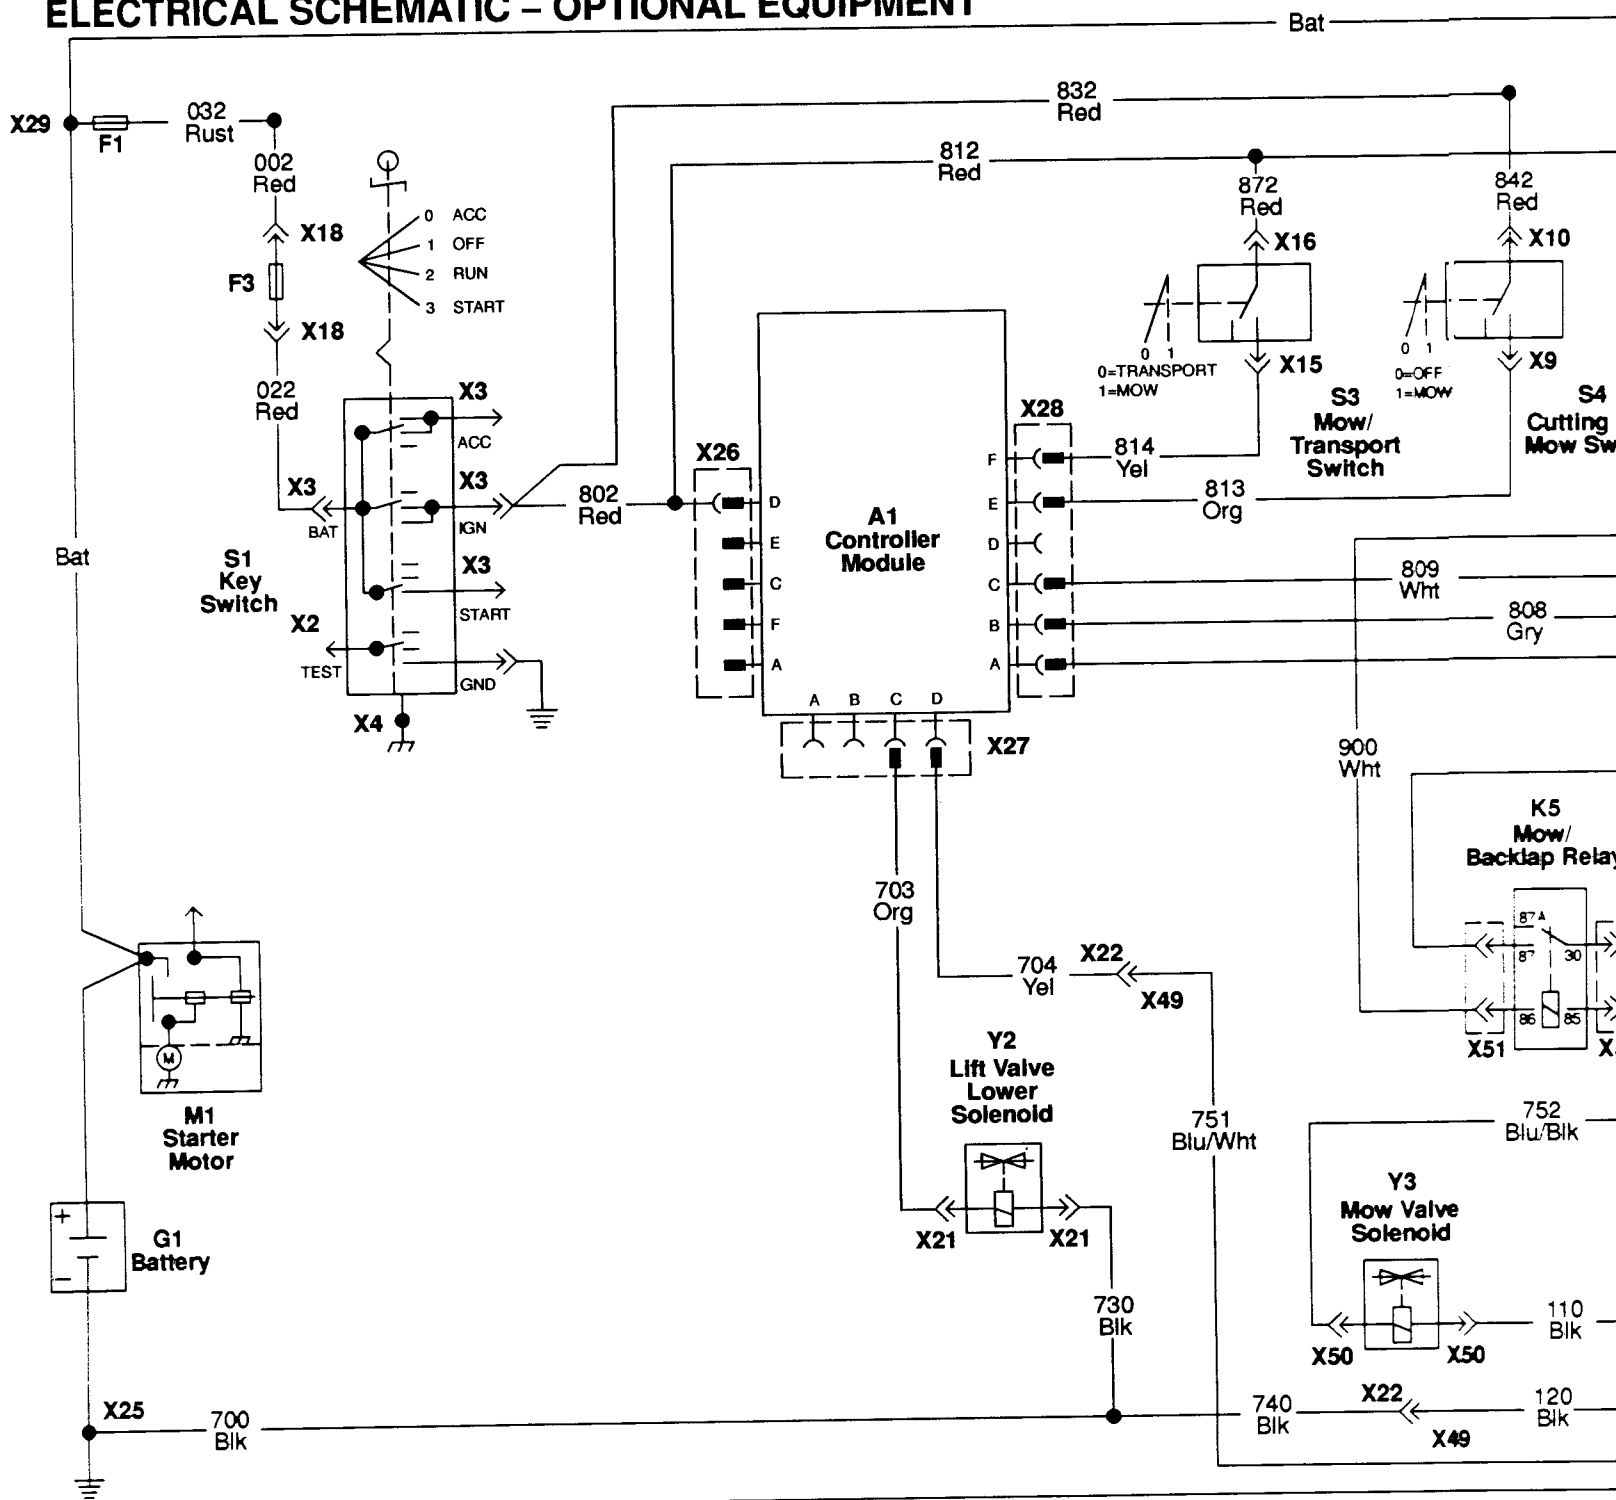 ELECTRICAL SCHEMATIC – OPTIONAL EQUIPMENT
Bat
X29
F1
032
Rust
002
Red
X18
F3
X18
022
Red
0 ACC
1 OFF
2 RUN
3 START
832
Red
812
Red
872
Red
X16
842
Red
X10
0 1
0=TRANSPORT
1=MOW
X15
S3
Mow/
Transport
Switch
0 1
0=OFF
1=MOW
X9
S4
Cutting
Mow Sw
X3
ACC
X3
IGN
X3
BAT
X3
START
S1
Key
Switch
X2
TEST
GND
X4
802
Red
X26
D
E
C
F
A
A1
Controller
Module
X28
F
E
D
C
B
A
814
Yel
813
Org
809
Wht
808
Gry
A B C D
X27
Bat
900
Wht
K5
Mow/
Backlap Relay
87A
87
30
86
85
X51
X
703
Org
704
Yel
X22
X49
Y2
Lift Valve
Lower
Solenoid
X21
X21
751
Blu/Wht
752
Blu/Blk
Y3
Mow Valve
Solenoid
X50
X50
110
Blk
M
M1
Starter
Motor
+
–
G1
Battery
730
Blk
X25
700
Blk
740
Blk
X22
X49
120
Blk